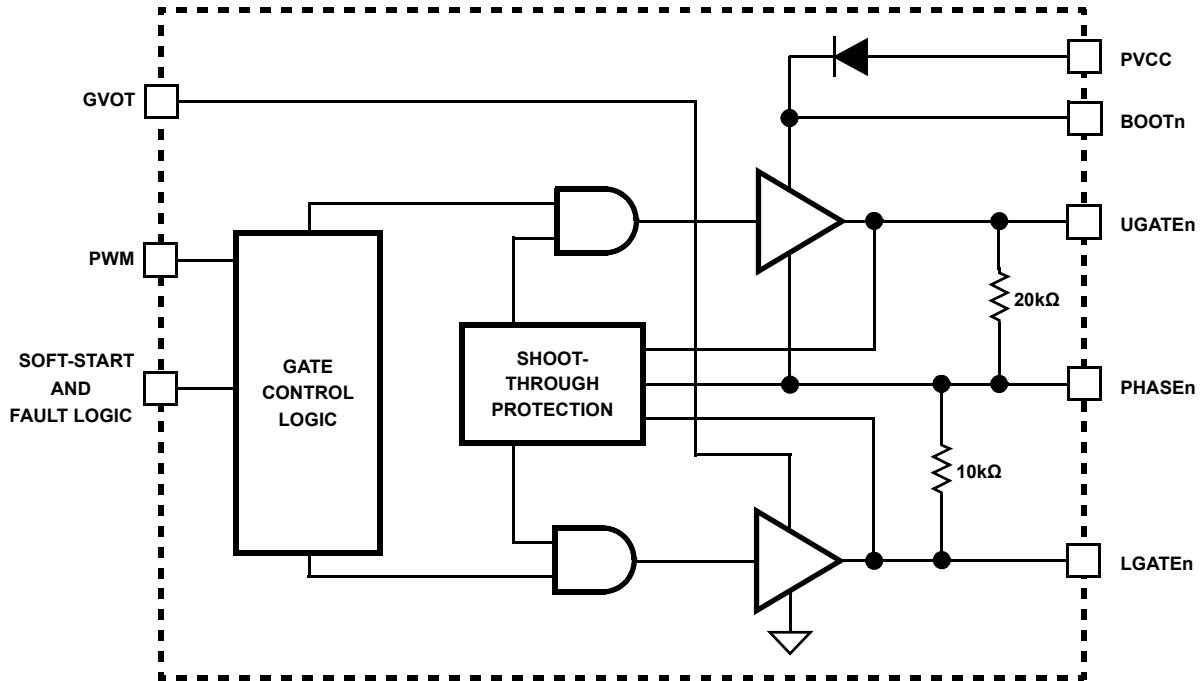 PVCC
GVOT
BOOTn
UGATEn
PWM
20kΩ
SOFT-START
AND
FAULT LOGIC
GATE
CONTROL
LOGIC
SHOOT-
THROUGH
PROTECTION
PHASEn
10kΩ
LGATEn